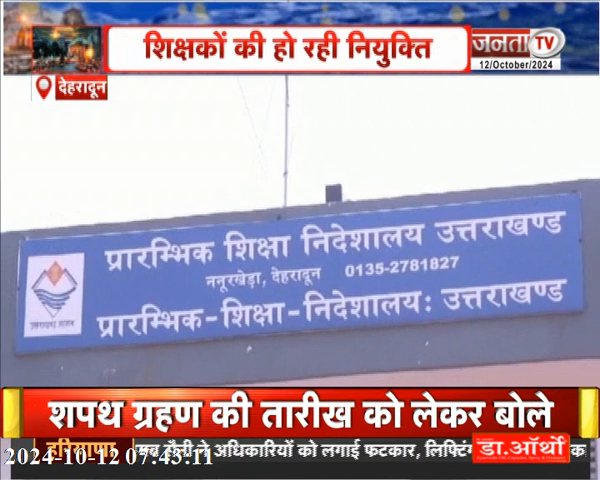 शिक्षकों की हो रही नियुक्ति
जनता TV
12/October/2024
देहरादून
प्रारम्भिक शिक्षा निदेशालय उत्तराखण्ड
ननूरखेड़ा, देहरादून 0135-2781827
प्रारम्भिक-शिक्षा-निदेशालयः उत्तराखण्ड
शपथ ग्रहण की तारीख को लेकर बोले
हरियाणा
सैनी ने अधिकारियों को लगाई फटकार, लिफ्टिंग
डा.ऑर्थो
2024-10-12 07:45:11